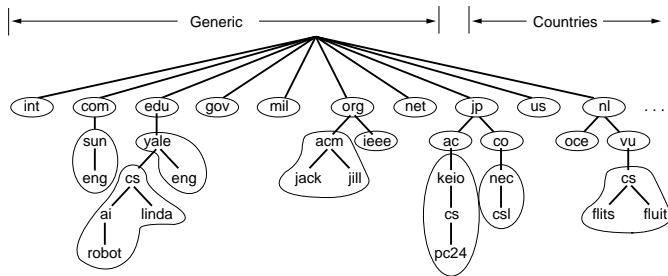 Generic Countries
int com edu gov mil org net jp us nl ...
sun yale acm ieee ac co oce vu
eng cs eng jack jill keio nec cs
ai linda cs csl flits fluit
robot pc24